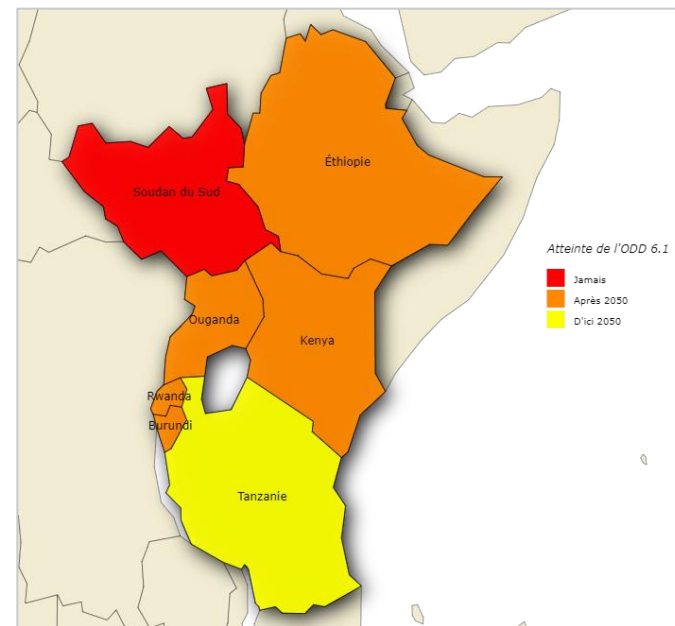 Éthiopie
Soudan du Sud
Atteinte de l'ODD 6.1
Jamais
Après 2050
D'ici 2050
Ouganda
Kenya
Rwanda
Burundi
Tanzanie